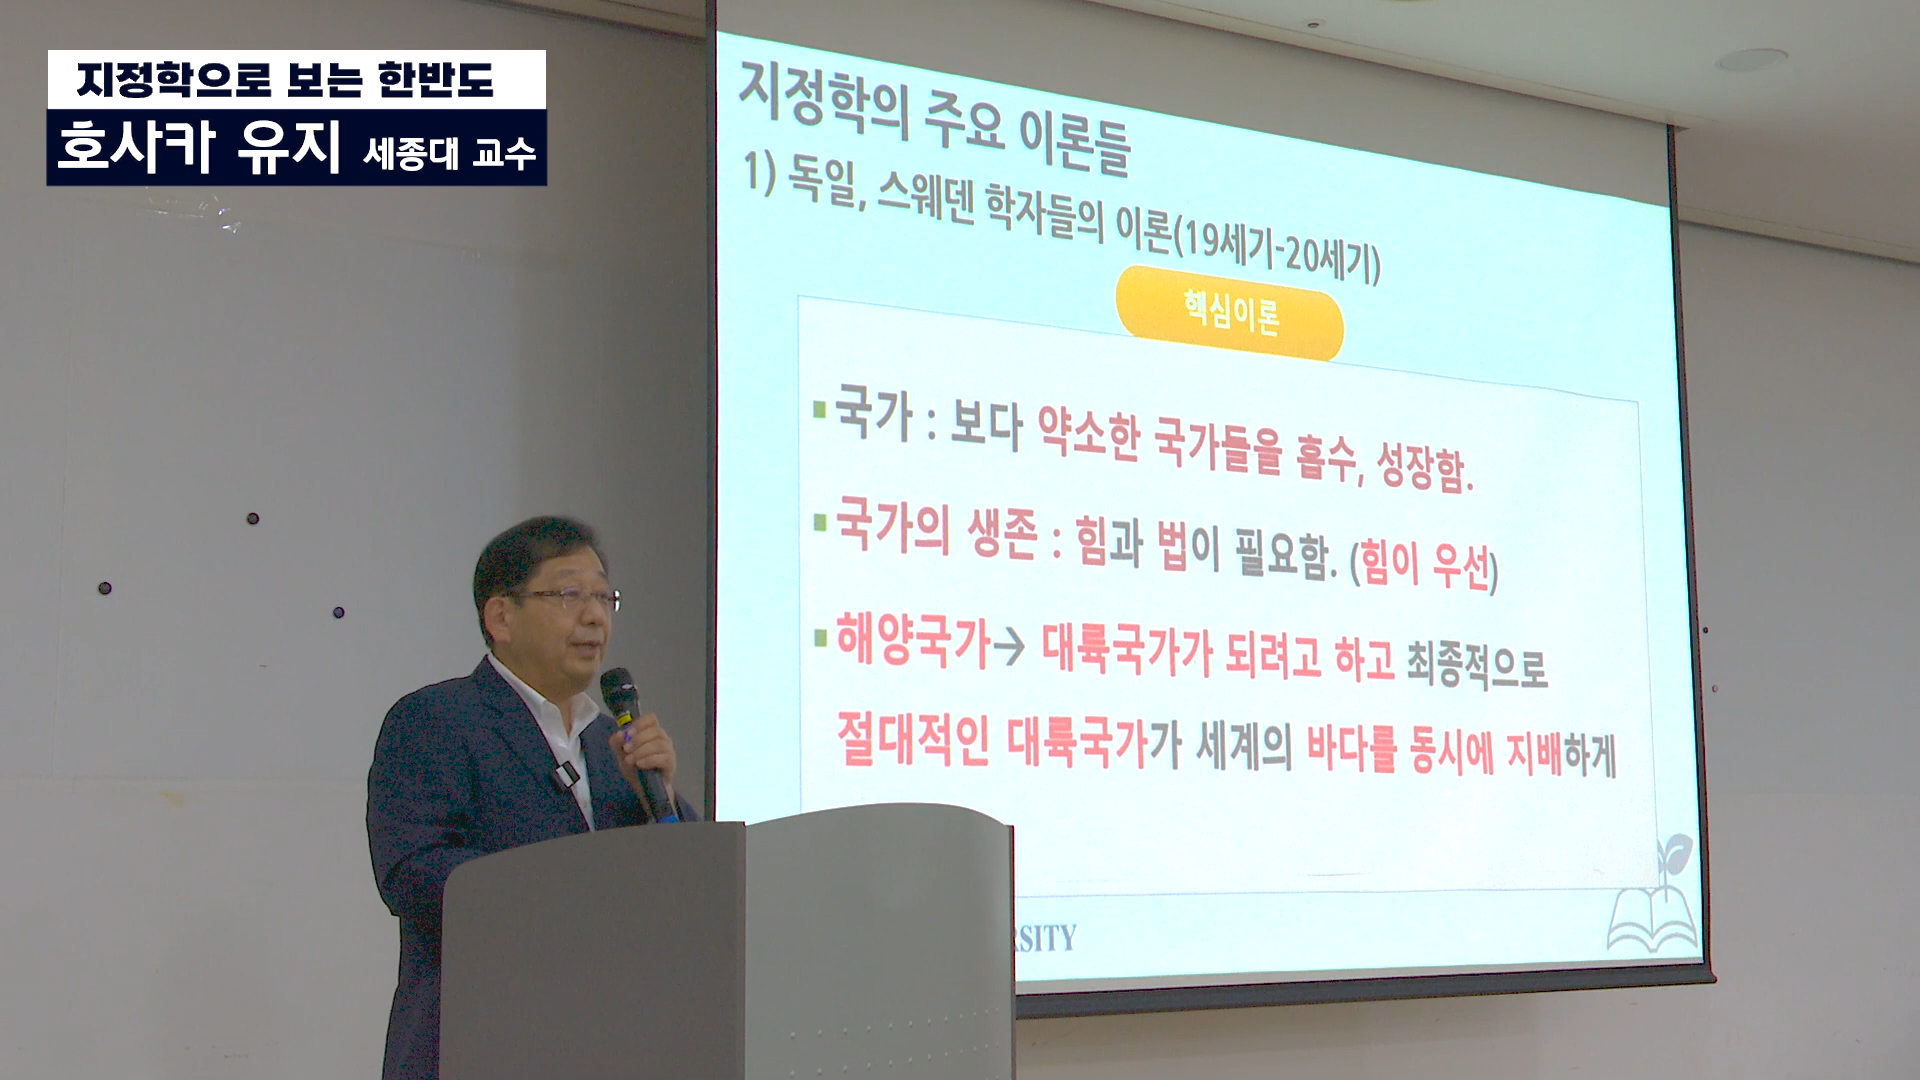 지정학으로 보는 한반도
호사카 유지 세종대 교수
지정학의 주요 이론들
1) 독일, 스웨덴 학자들의 이론(19세기-20세기)
핵심이론
▪국가 : 보다 약소한 국가들을 흡수, 성장함.
▪국가의 생존 : 힘과 법이 필요함. (힘이 우선)
▪해양국가→ 대륙국가가 되려고 하고 최종적으로
절대적인 대륙국가가 세계의 바다를 동시에 지배하게
RSITY